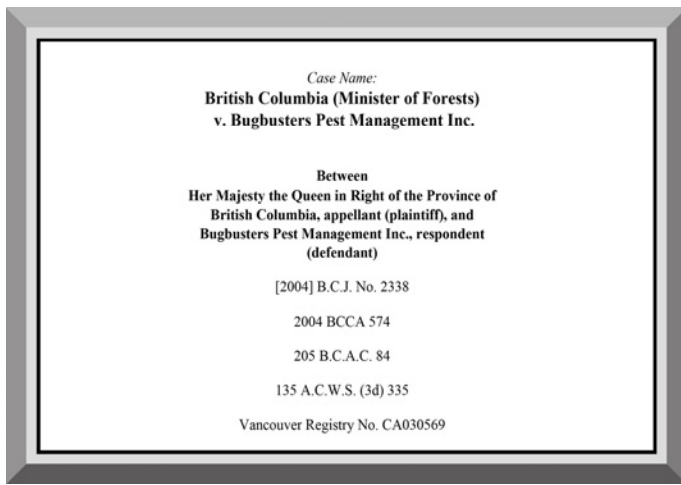 Case Name:
British Columbia (Minister of Forests)
v. Bugbusters Pest Management Inc.
Between
Her Majesty the Queen in Right of the Province of
British Columbia, appellant (plaintiff), and
Bugbusters Pest Management Inc., respondent
(defendant)
[2004] B.C.J. No. 2338
2004 BCCA 574
205 B.C.A.C. 84
135 A.C.W.S. (3d) 335
Vancouver Registry No. CA030569